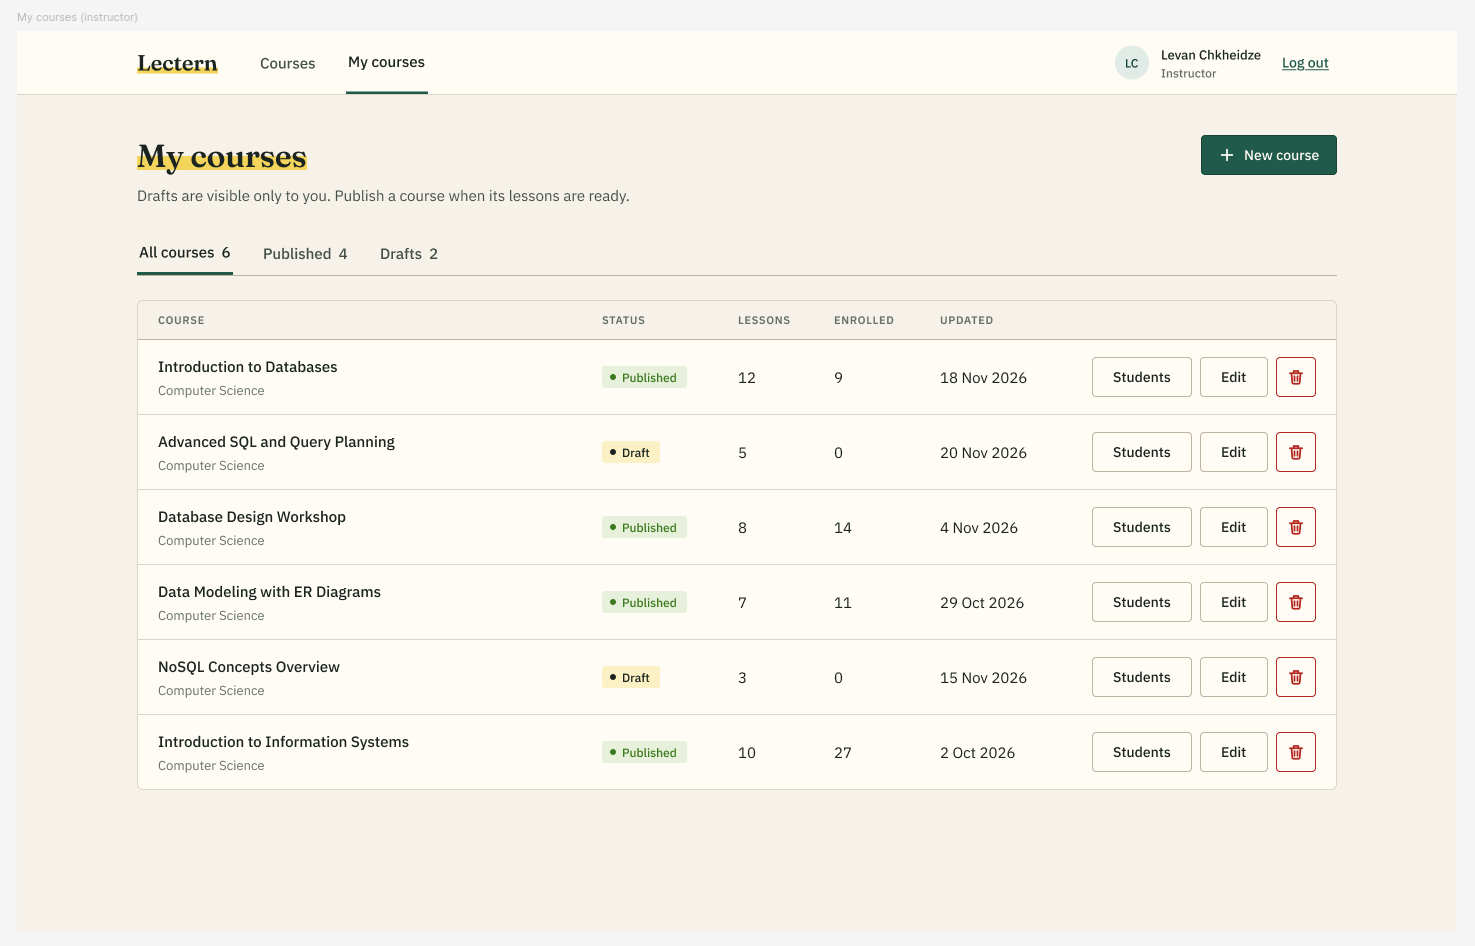 My courses (instructor)
Lectern Courses My courses LC Levan Chkheidze Log out
Instructor
My courses
+ New course
Drafts are visible only to you. Publish a course when its lessons are ready.
All courses 6 Published 4 Drafts 2
COURSE STATUS LESSONS ENROLLED UPDATED
Introduction to Databases
Computer Science
Published 12 9 18 Nov 2026 Students Edit
Advanced SQL and Query Planning
Computer Science
Draft 5 0 20 Nov 2026 Students Edit
Database Design Workshop
Computer Science
Published 8 14 4 Nov 2026 Students Edit
Data Modeling with ER Diagrams
Computer Science
Published 7 11 29 Oct 2026 Students Edit
NoSQL Concepts Overview
Computer Science
Draft 3 0 15 Nov 2026 Students Edit
Introduction to Information Systems
Computer Science
Published 10 27 2 Oct 2026 Students Edit